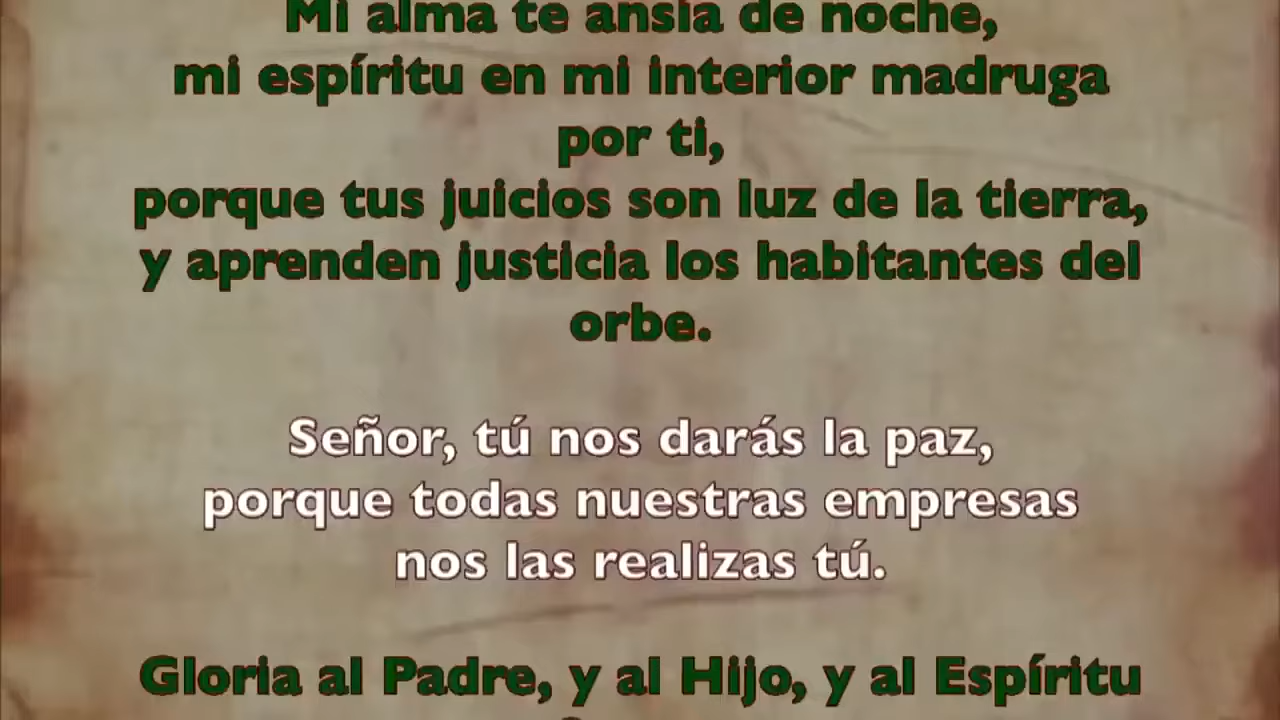 Mi alma te ansía de noche,
mi espíritu en mi interior madruga
por ti,
porque tus juicios son luz de la tierra,
y aprenden justicia los habitantes del
orbe.
Señor, tú nos darás la paz,
porque todas nuestras empresas
nos las realizas tú.
Gloria al Padre, y al Hijo, y al Espíritu